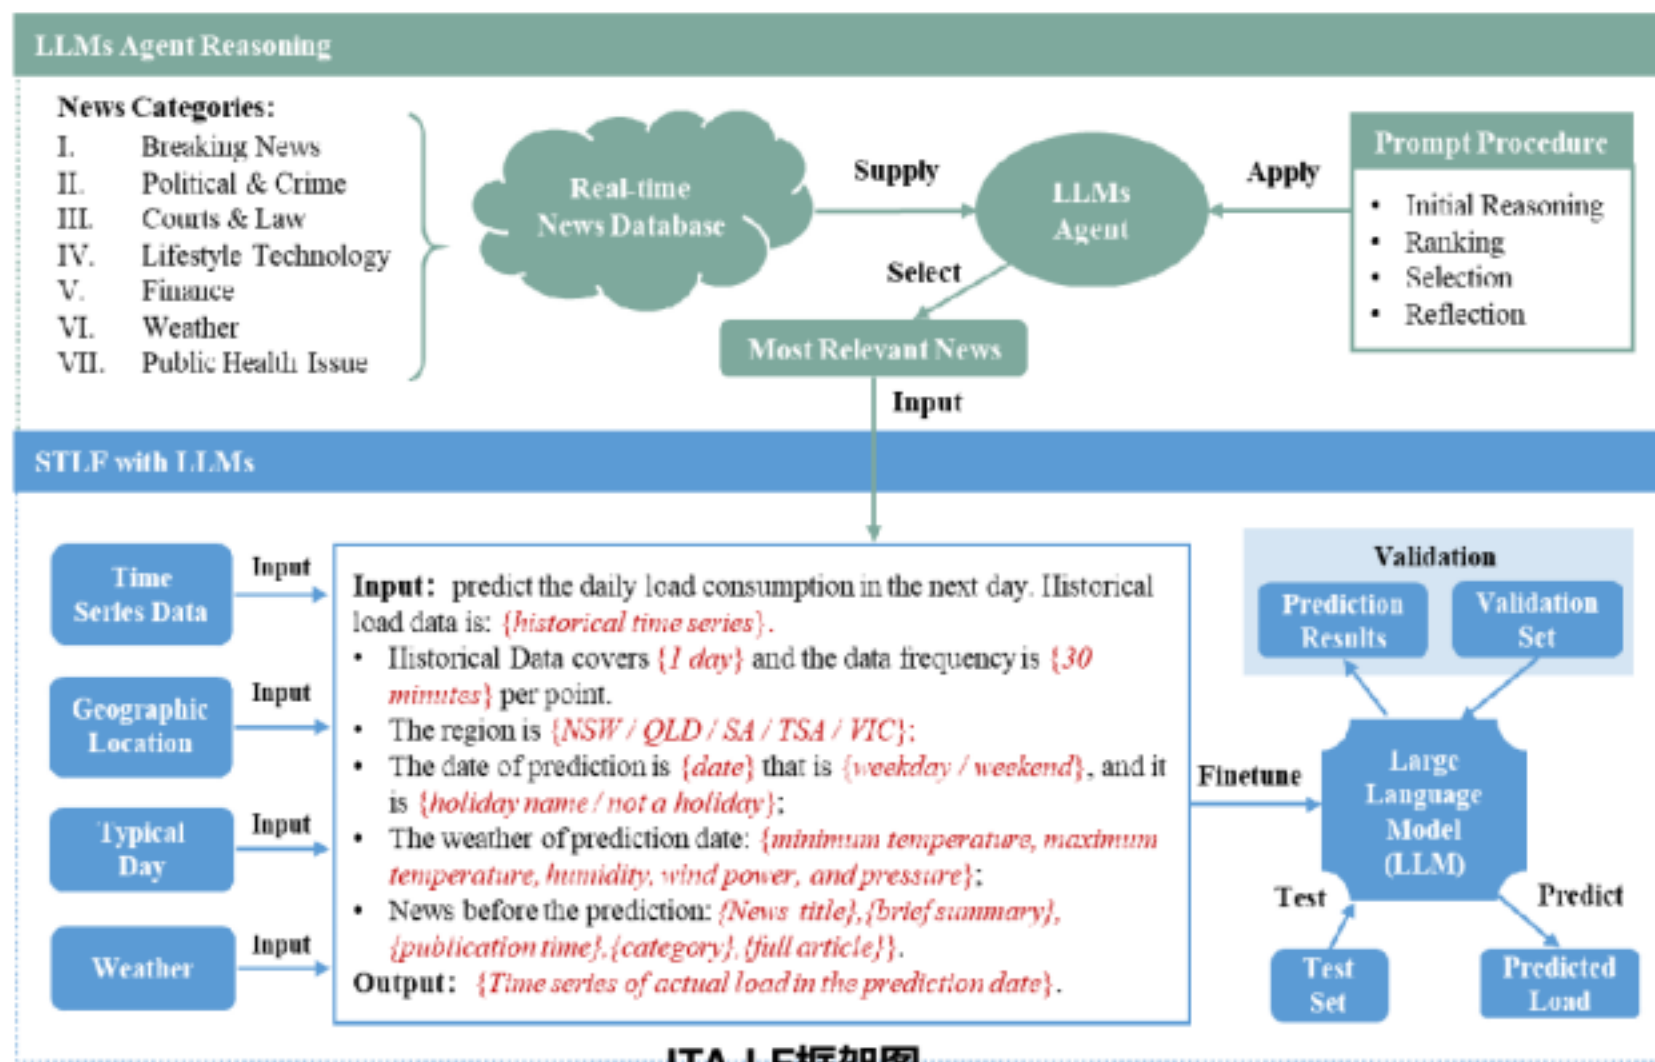 LLMs Agent Reasoning
News Categories:
I. Breaking News
II. Political & Crime
III. Courts & Law
IV. Lifestyle Technology
V. Finance
VI. Weather
VII. Public Health Issue
Real-time
News Database
Supply
LLMs
Agent
Apply
Prompt Procedure
• Initial Reasoning
• Ranking
• Selection
• Reflection
Select
Most Relevant News
Input
STLF with LLMs
Time
Series Data
Input
Geographic
Location
Input
Typical
Day
Input
Weather
Input
Input: predict the daily load consumption in the next day. Historical
load data is: {historical time series}.
• Historical Data covers {1 day} and the data frequency is {30
minutes} per point.
• The region is {NSW / QLD / SA / TSA / VIC};
• The date of prediction is {date} that is {weekday / weekend}, and it
is {holiday name / not a holiday};
• The weather of prediction date: {minimum temperature, maximum
temperature, humidity, wind power, and pressure};
• News before the prediction: {News title},{brief summary},
{publication time},{category},{full article}}.
Output: {Time series of actual load in the prediction date}.
Finetune
Validation
Prediction
Results
Validation
Set
Large
Language
Model
(LLM)
Test
Predict
Test
Set
Predicted
Load
ITA-LF框架图